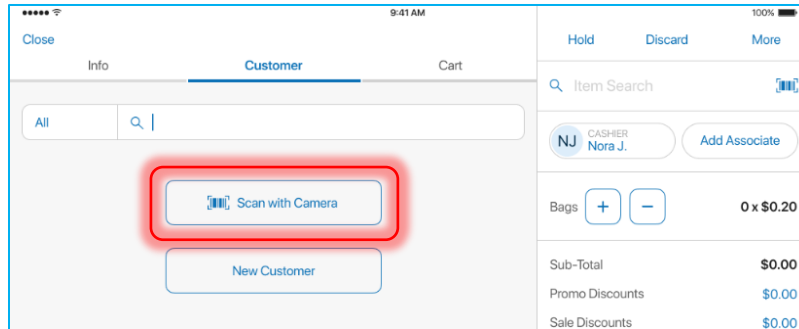 9:41 AM
100%
Close
Info
Customer
Cart
All
Scan with Camera
New Customer
Hold
Discard
More
Item Search
NJ
CASHIER
Nora J.
Add Associate
Bags + − 0 x $0.20
Sub-Total $0.00
Promo Discounts $0.00
Sale Discounts $0.00